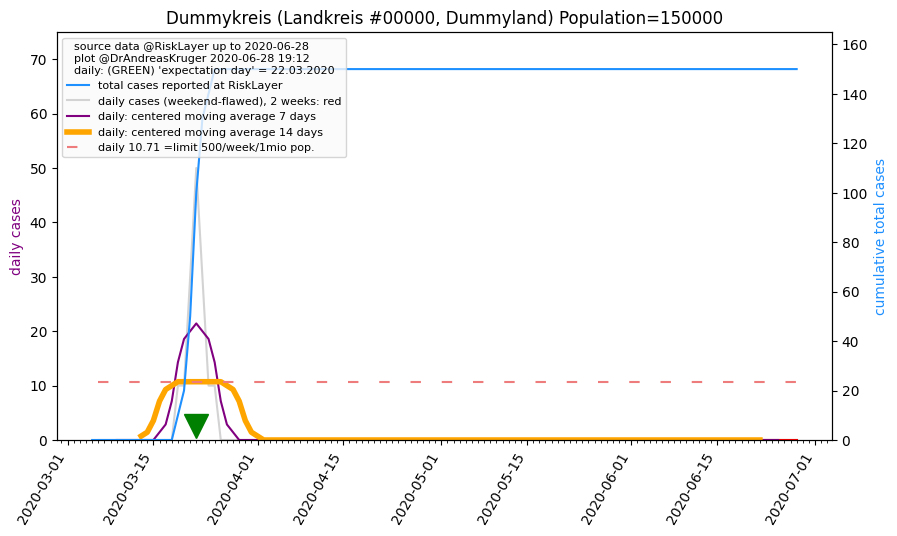 Dummykreis (Landkreis #00000, Dummyland) Population=150000
source data @RiskLayer up to 2020-06-28
plot @DrAndreasKruger 2020-06-28 19:12
daily: (GREEN) 'expectation day' = 22.03.2020
total cases reported at RiskLayer
daily cases (weekend-flawed), 2 weeks: red
daily: centered moving average 7 days
daily: centered moving average 14 days
daily 10.71 =limit 500/week/1mio pop.
daily cases
70
60
50
40
30
20
10
0
160
140
120
100
80
60
40
20
0
cumulative total cases
2020-03-01
2020-03-15
2020-04-01
2020-04-15
2020-05-01
2020-05-15
2020-06-01
2020-06-15
2020-07-01